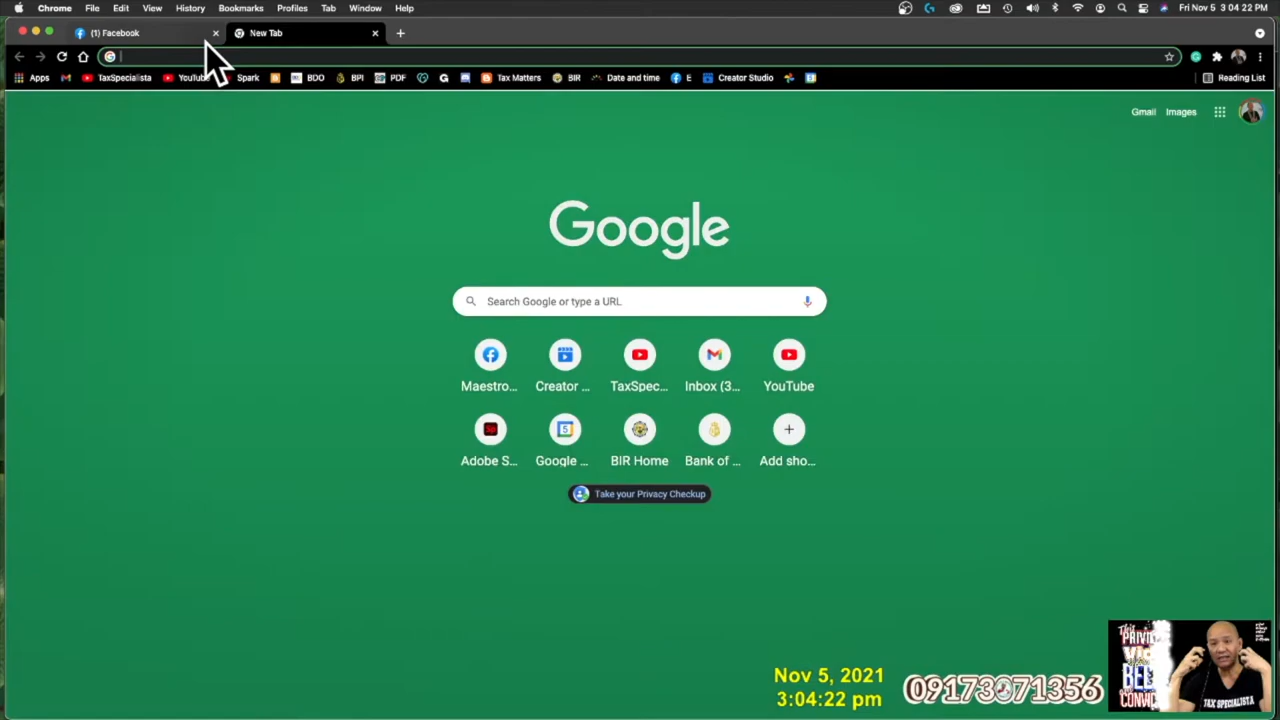 Chrome File Edit View History Bookmarks Profiles Tab Window Help Fri Nov 5 3:04:22 PM
(1) Facebook New Tab
Apps TaxSpecialista YouTube Spark BDO BPI PDF Tax Matters BIR Date and time E Creator Studio Reading List
Gmail Images
Google
Search Google or type a URL
Maestro... Creator ... TaxSpec... Inbox (3... YouTube
Adobe S... Google ... BIR Home Bank of ... Add sho...
Take your Privacy Checkup
Nov 5, 2021
3:04:22 pm
09173071356
TAX SPECIALISTA